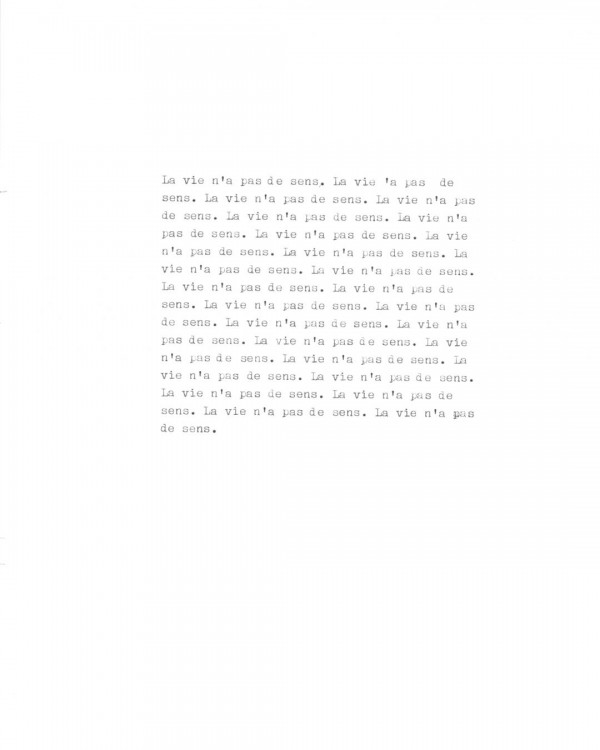 La vie n'a pas de sens. La vie 'a pas  de
sens. La vie n'a pas de sens. La vie n'a pas
de sens. La vie n'a pas de sens. La vie n'a
pas de sens. La vie n'a pas de sens. La vie
n'a pas de sens. La vie n'a pas de sens. La
vie n'a pas de sens. La vie n'a pas de sens.
La vie n'a pas de sens. La vie n'a pas de
sens. La vie n'a pas de sens. La vie n'a pas
de sens. La vie n'a pas de sens. La vie n'a
pas de sens. La vie n'a pas de sens. La vie
n'a pas de sens. La vie n'a pas de sens. La
vie n'a pas de sens. La vie n'a pas de sens.
La vie n'a pas de sens. La vie n'a pas de
sens. La vie n'a pas de sens. La vie n'a pas
de sens.